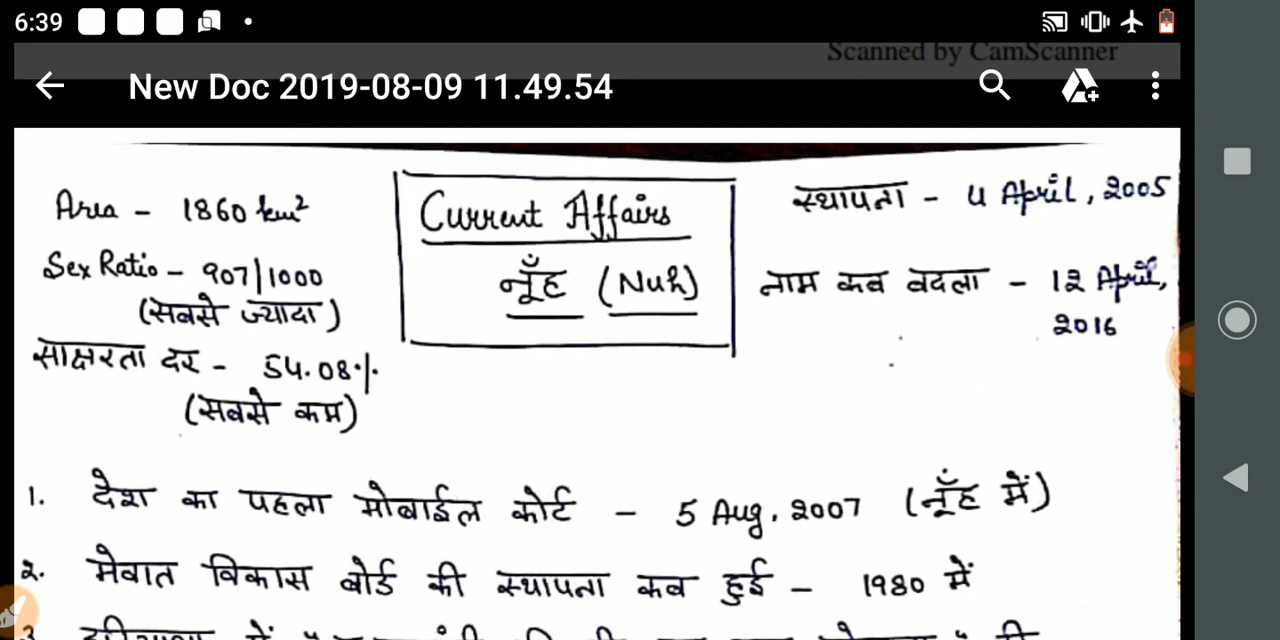 6:39
Scanned by CamScanner
New Doc 2019-08-09 11.49.54
Area - 1860 km²
Current Affairs
स्थापना - 4 April, 2005
Sex Ratio - 907/1000
(सबसे ज्यादा)
नूँह (Nuh)
नाम कब बदला - 12 April,
2016
साक्षरता दर - 54.08%
(सबसे कम)
1. देश का पहला मोबाईल कोर्ट - 5 Aug, 2007 (नूँह में)
2. मेवात विकास बोर्ड की स्थापना कब हुई - 1980 में
3. हरियाणा में